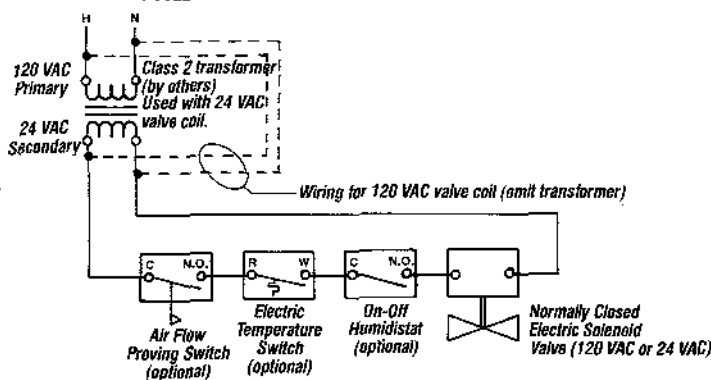 H N
120 VAC
Primary
Class 2 transformer
(by others)
Used with 24 VAC
valve coil.
24 VAC
Secondary
Wiring for 120 VAC valve coil (omit transformer)
C N.O.
R W
C N.O.
Air Flow
Proving Switch
(optional)
Electric
Temperature
Switch
(optional)
On-Off
Humidistat
(optional)
Normally Closed
Electric Solenoid
Valve (120 VAC or 24 VAC)